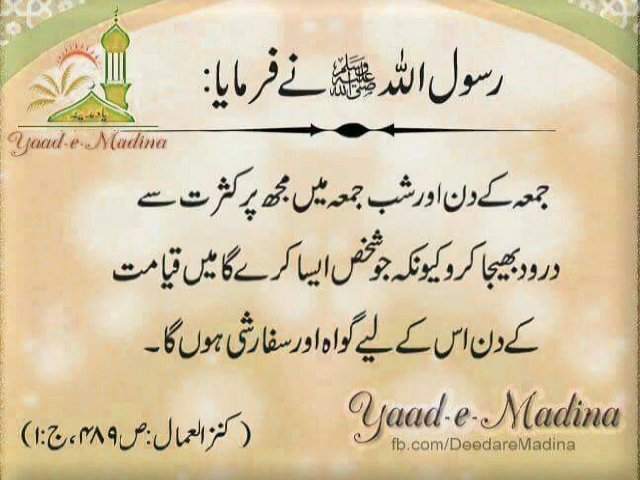 رسول اللہ ﷺ نے فرمایا:
Yaad-e-Madina
جمعہ کے دن اور شب جمعہ میں مجھ پر کثرت سے
درود بھیجا کرو کیونکہ جو شخص ایسا کرے گا میں قیامت
کے دن اس کے لیے گواہ اور سفارشی ہوں گا۔
(کنز العمال: ص ۴۸۹، ج:۱)
Yaad-e-Madina
fb.com/DeedareMadina